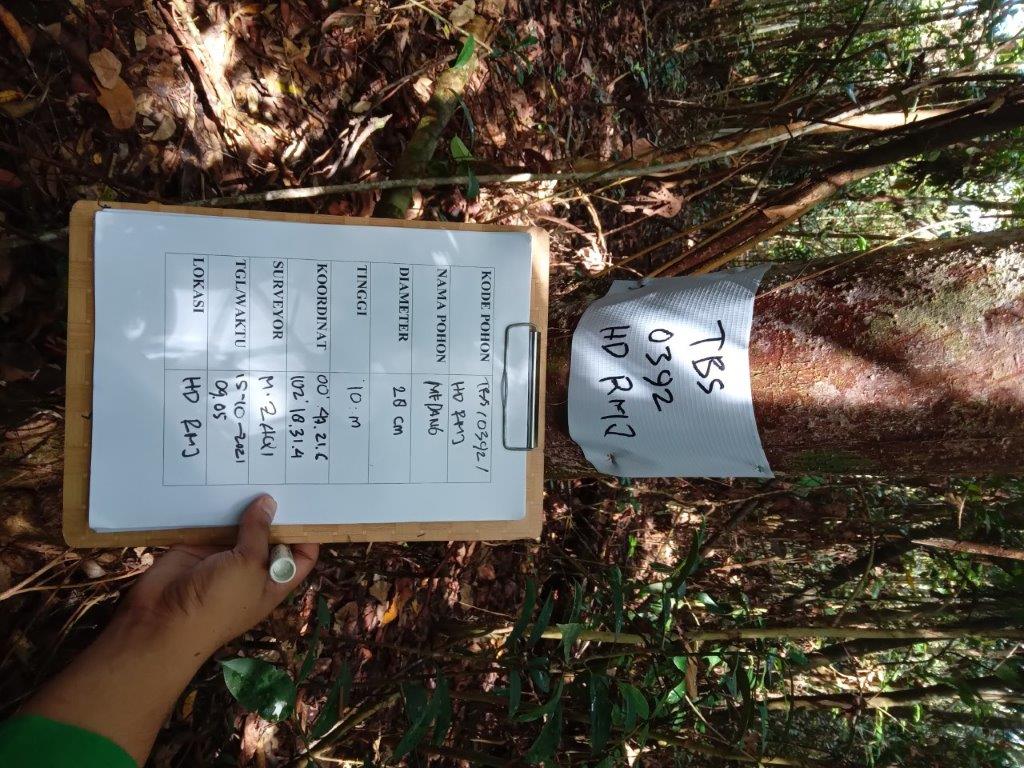 TBS
0392
HD RMJ
KODE POHON TBS/0392/
HD RMJ
NAMA POHON MEDANG
DIAMETER 28 cm
TINGGI 10 m
KOORDINAT 00° 49.21.6
102° 18.31.4
SURVEYOR M. ZAQI
TGL/WAKTU 15-10-2021
09.05
LOKASI HD RMJ